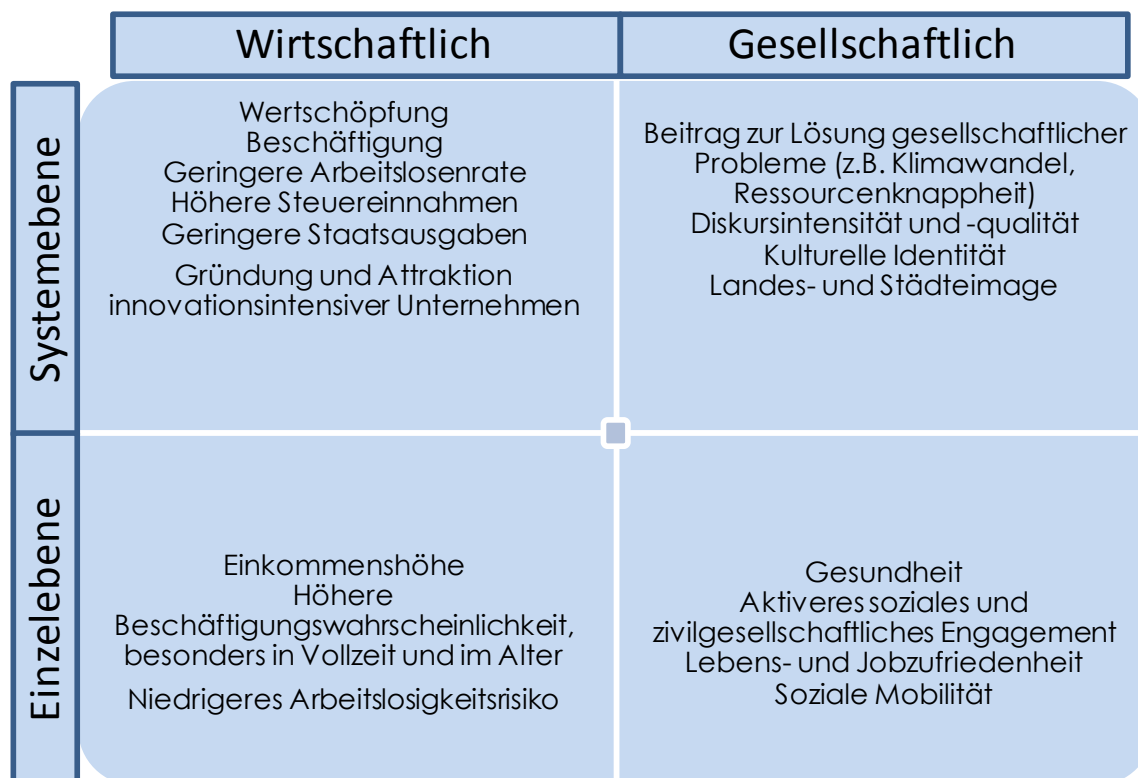 Wirtschaftlich
Gesellschaftlich
Systemebene
Wertschöpfung
Beschäftigung
Geringere Arbeitslosenrate
Höhere Steuereinnahmen
Geringere Staatsausgaben
Gründung und Attraktion
innovationsintensiver Unternehmen
Beitrag zur Lösung gesellschaftlicher
Probleme (z.B. Klimawandel,
Ressourcenknappheit)
Diskursintensität und -qualität
Kulturelle Identität
Landes- und Städteimage
Einzelebene
Einkommenshöhe
Höhere
Beschäftigungswahrscheinlichkeit,
besonders in Vollzeit und im Alter
Niedrigeres Arbeitslosigkeitsrisiko
Gesundheit
Aktiveres soziales und
zivilgesellschaftliches Engagement
Lebens- und Jobzufriedenheit
Soziale Mobilität